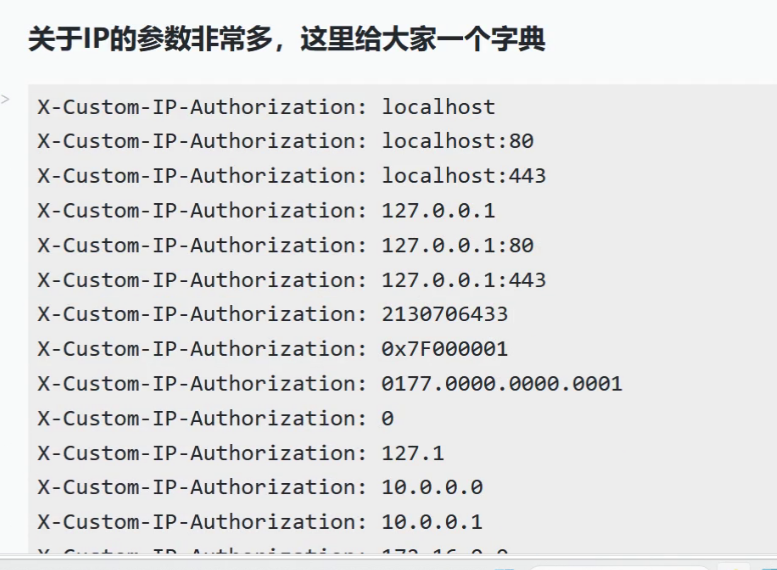 关于IP的参数非常多，这里给大家一个字典
X-Custom-IP-Authorization: localhost
X-Custom-IP-Authorization: localhost:80
X-Custom-IP-Authorization: localhost:443
X-Custom-IP-Authorization: 127.0.0.1
X-Custom-IP-Authorization: 127.0.0.1:80
X-Custom-IP-Authorization: 127.0.0.1:443
X-Custom-IP-Authorization: 2130706433
X-Custom-IP-Authorization: 0x7F000001
X-Custom-IP-Authorization: 0177.0000.0000.0001
X-Custom-IP-Authorization: 0
X-Custom-IP-Authorization: 127.1
X-Custom-IP-Authorization: 10.0.0.0
X-Custom-IP-Authorization: 10.0.0.1